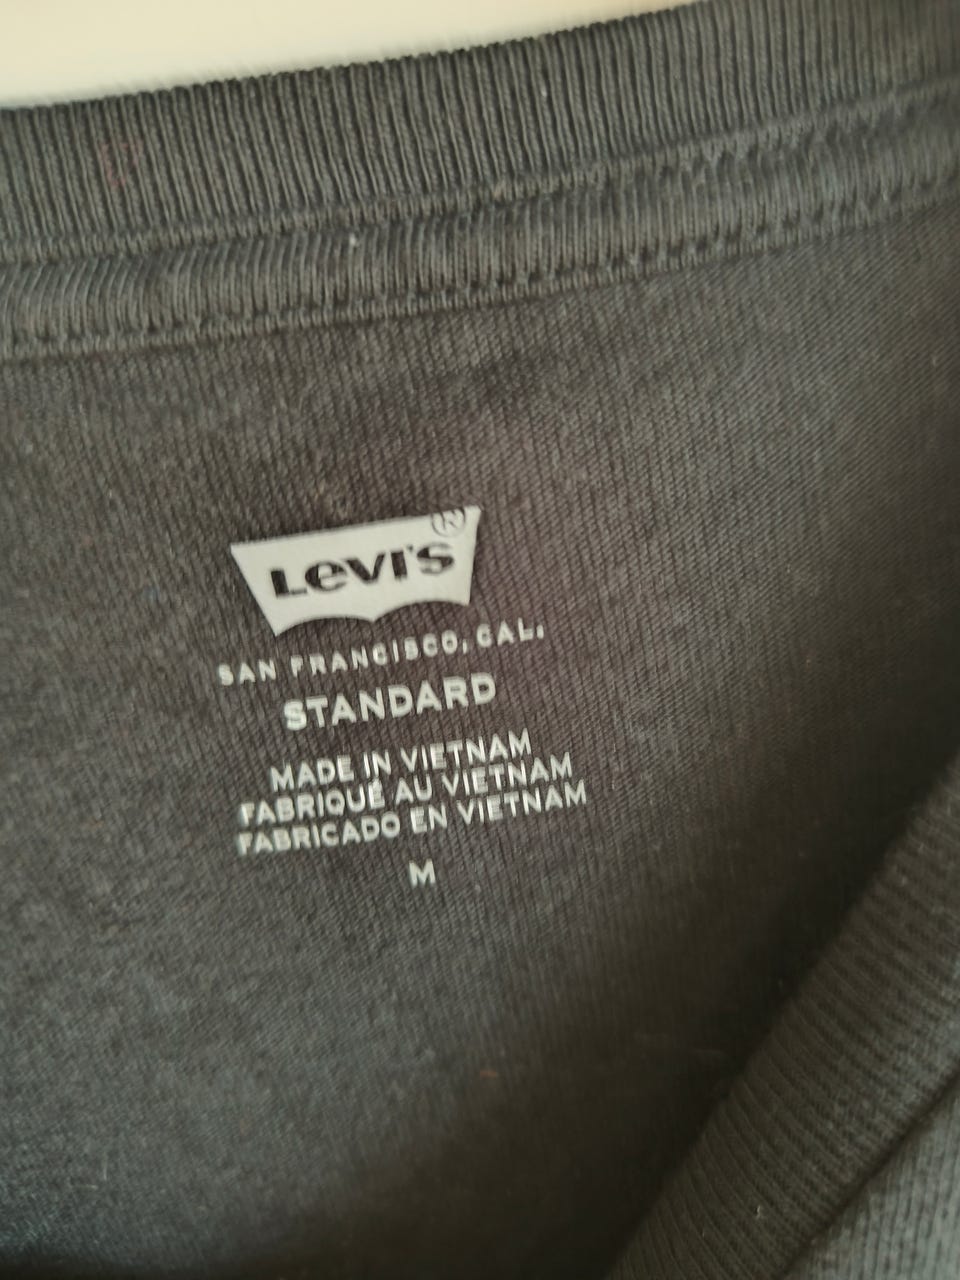 Levi's®
SAN FRANCISCO, CAL.
STANDARD
MADE IN VIETNAM
FABRIQUÉ AU VIETNAM
FABRICADO EN VIETNAM
M